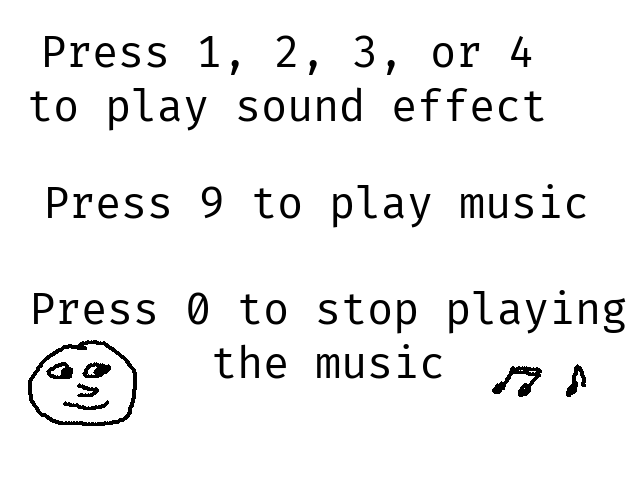 Press 1, 2, 3, or 4
to play sound effect
Press 9 to play music
Press 0 to stop playing
the music